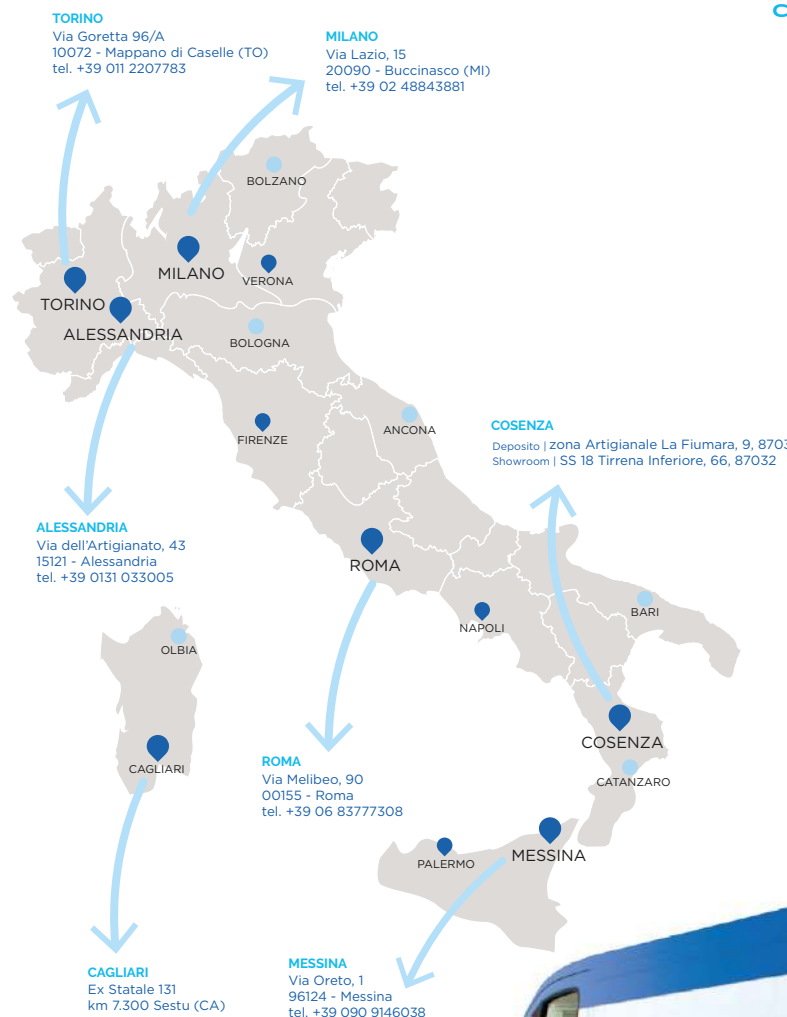 TORINO
Via Goretta 96/A
10072 - Mappano di Caselle (TO)
tel. +39 011 2207783
MILANO
Via Lazio, 15
20090 - Buccinasco (MI)
tel. +39 02 48843881
BOLZANO
MILANO
VERONA
TORINO
ALESSANDRIA
BOLOGNA
FIRENZE
ANCONA
COSENZA
Deposito | zona Artigianale La Fiumara, 9,
Showroom | SS 18 Tirrena Inferiore, 66, 87032
ALESSANDRIA
Via dell'Artigianato, 43
15121 - Alessandria
tel. +39 0131 033005
ROMA
NAPOLI
BARI
OLBIA
COSENZA
CAGLIARI
CATANZARO
ROMA
Via Melibeo, 90
00155 - Roma
tel. +39 06 83777308
PALERMO
MESSINA
CAGLIARI
Ex Statale 131
km 7.300 Sestu (CA)
MESSINA
Via Oreto, 1
96124 - Messina
tel. +39 090 9146038